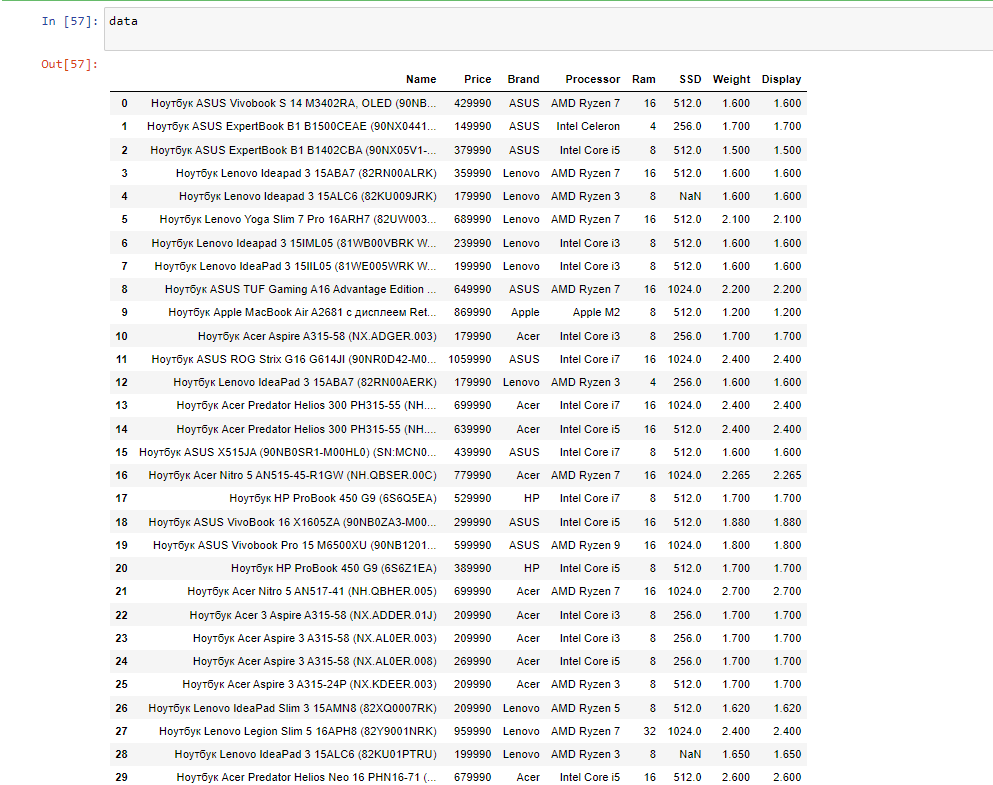 In [57]: data
Out[57]:
Name Price Brand Processor Ram SSD Weight Display
0 Ноутбук ASUS Vivobook S 14 M3402RA, OLED (90NB... 429990 ASUS AMD Ryzen 7 16 512.0 1.600 1.600
1 Ноутбук ASUS ExpertBook B1 B1500CEAE (90NX0441... 149990 ASUS Intel Celeron 4 256.0 1.700 1.700
2 Ноутбук ASUS ExpertBook B1 B1402CBA (90NX05V1-... 379990 ASUS Intel Core i5 8 512.0 1.500 1.500
3 Ноутбук Lenovo Ideapad 3 15ABA7 (82RN00ALRK) 359990 Lenovo AMD Ryzen 7 16 512.0 1.600 1.600
4 Ноутбук Lenovo Ideapad 3 15ALC6 (82KU009JRK) 179990 Lenovo AMD Ryzen 3 8 NaN 1.600 1.600
5 Ноутбук Lenovo Yoga Slim 7 Pro 16ARH7 (82UW003... 689990 Lenovo AMD Ryzen 7 16 512.0 2.100 2.100
6 Ноутбук Lenovo Ideapad 3 15IML05 (81WB00VBRK W... 239990 Lenovo Intel Core i3 8 512.0 1.600 1.600
7 Ноутбук Lenovo IdeaPad 3 15IIL05 (81WE005WRK W... 199990 Lenovo Intel Core i3 8 512.0 1.600 1.600
8 Ноутбук ASUS TUF Gaming A16 Advantage Edition ... 649990 ASUS AMD Ryzen 7 16 1024.0 2.200 2.200
9 Ноутбук Apple MacBook Air A2681 с дисплеем Ret... 869990 Apple Apple M2 8 512.0 1.200 1.200
10 Ноутбук Acer Aspire A315-58 (NX.ADGER.003) 179990 Acer Intel Core i3 8 256.0 1.700 1.700
11 Ноутбук ASUS ROG Strix G16 G614JI (90NR0D42-M0... 1059990 ASUS Intel Core i7 16 1024.0 2.400 2.400
12 Ноутбук Lenovo IdeaPad 3 15ABA7 (82RN00AERK) 179990 Lenovo AMD Ryzen 3 4 256.0 1.600 1.600
13 Ноутбук Acer Predator Helios 300 PH315-55 (NH.... 699990 Acer Intel Core i7 16 1024.0 2.400 2.400
14 Ноутбук Acer Predator Helios 300 PH315-55 (NH.... 639990 Acer Intel Core i5 16 512.0 2.400 2.400
15 Ноутбук ASUS X515JA (90NB0SR1-M00HL0) (SN:MCN0... 439990 ASUS Intel Core i7 8 512.0 1.600 1.600
16 Ноутбук Acer Nitro 5 AN515-45-R1GW (NH.QBSER.00C) 779990 Acer AMD Ryzen 7 16 1024.0 2.265 2.265
17 Ноутбук HP ProBook 450 G9 (6S6Q5EA) 529990 HP Intel Core i7 8 512.0 1.700 1.700
18 Ноутбук ASUS VivoBook 16 X1605ZA (90NB0ZA3-M00... 299990 ASUS Intel Core i5 16 512.0 1.880 1.880
19 Ноутбук ASUS Vivobook Pro 15 M6500XU (90NB1201... 599990 ASUS AMD Ryzen 9 16 1024.0 1.800 1.800
20 Ноутбук HP ProBook 450 G9 (6S6Z1EA) 389990 HP Intel Core i5 8 512.0 1.700 1.700
21 Ноутбук Acer Nitro 5 AN517-41 (NH.QBHER.005) 699990 Acer AMD Ryzen 7 16 1024.0 2.700 2.700
22 Ноутбук Acer 3 Aspire A315-58 (NX.ADDER.01J) 209990 Acer Intel Core i3 8 256.0 1.700 1.700
23 Ноутбук Acer Aspire 3 A315-58 (NX.AL0ER.003) 209990 Acer Intel Core i3 8 256.0 1.700 1.700
24 Ноутбук Acer Aspire 3 A315-58 (NX.AL0ER.008) 269990 Acer Intel Core i5 8 256.0 1.700 1.700
25 Ноутбук Acer Aspire 3 A315-24P (NX.KDEER.003) 209990 Acer AMD Ryzen 3 8 512.0 1.700 1.700
26 Ноутбук Lenovo IdeaPad Slim 3 15AMN8 (82XQ0007RK) 209990 Lenovo AMD Ryzen 5 8 512.0 1.620 1.620
27 Ноутбук Lenovo Legion Slim 5 16APH8 (82Y9001NRK) 959990 Lenovo AMD Ryzen 7 32 1024.0 2.400 2.400
28 Ноутбук Lenovo IdeaPad 3 15ALC6 (82KU01PTRU) 199990 Lenovo AMD Ryzen 3 8 NaN 1.650 1.650
29 Ноутбук Acer Predator Helios Neo 16 PHN16-71 (... 679990 Acer Intel Core i5 16 512.0 2.600 2.600